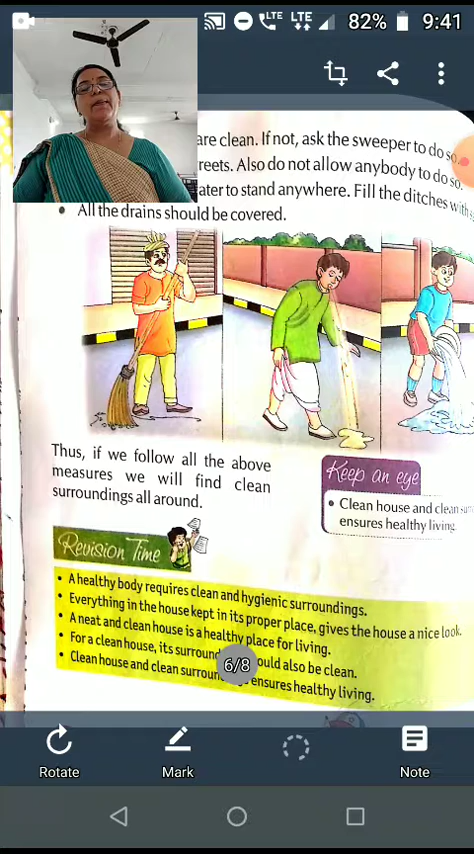 LTE LTE 82% 9:41
are clean. If not, ask the sweeper to do so.
reets. Also do not allow anybody to do so.
ater to stand anywhere. Fill the ditches with
• All the drains should be covered.
Thus, if we follow all the above
measures we will find clean
surroundings all around.
Keep an eye
• Clean house and clean
ensures healthy living.
Revision Time
• A healthy body requires clean and hygienic surroundings.
• Everything in the house kept in its proper place, gives the house a nice look.
• A neat and clean house is a healthy place for living.
• For a clean house, its surround ould also be clean.
• Clean house and clean surroun ensures healthy living.
6/8
Rotate Mark Note